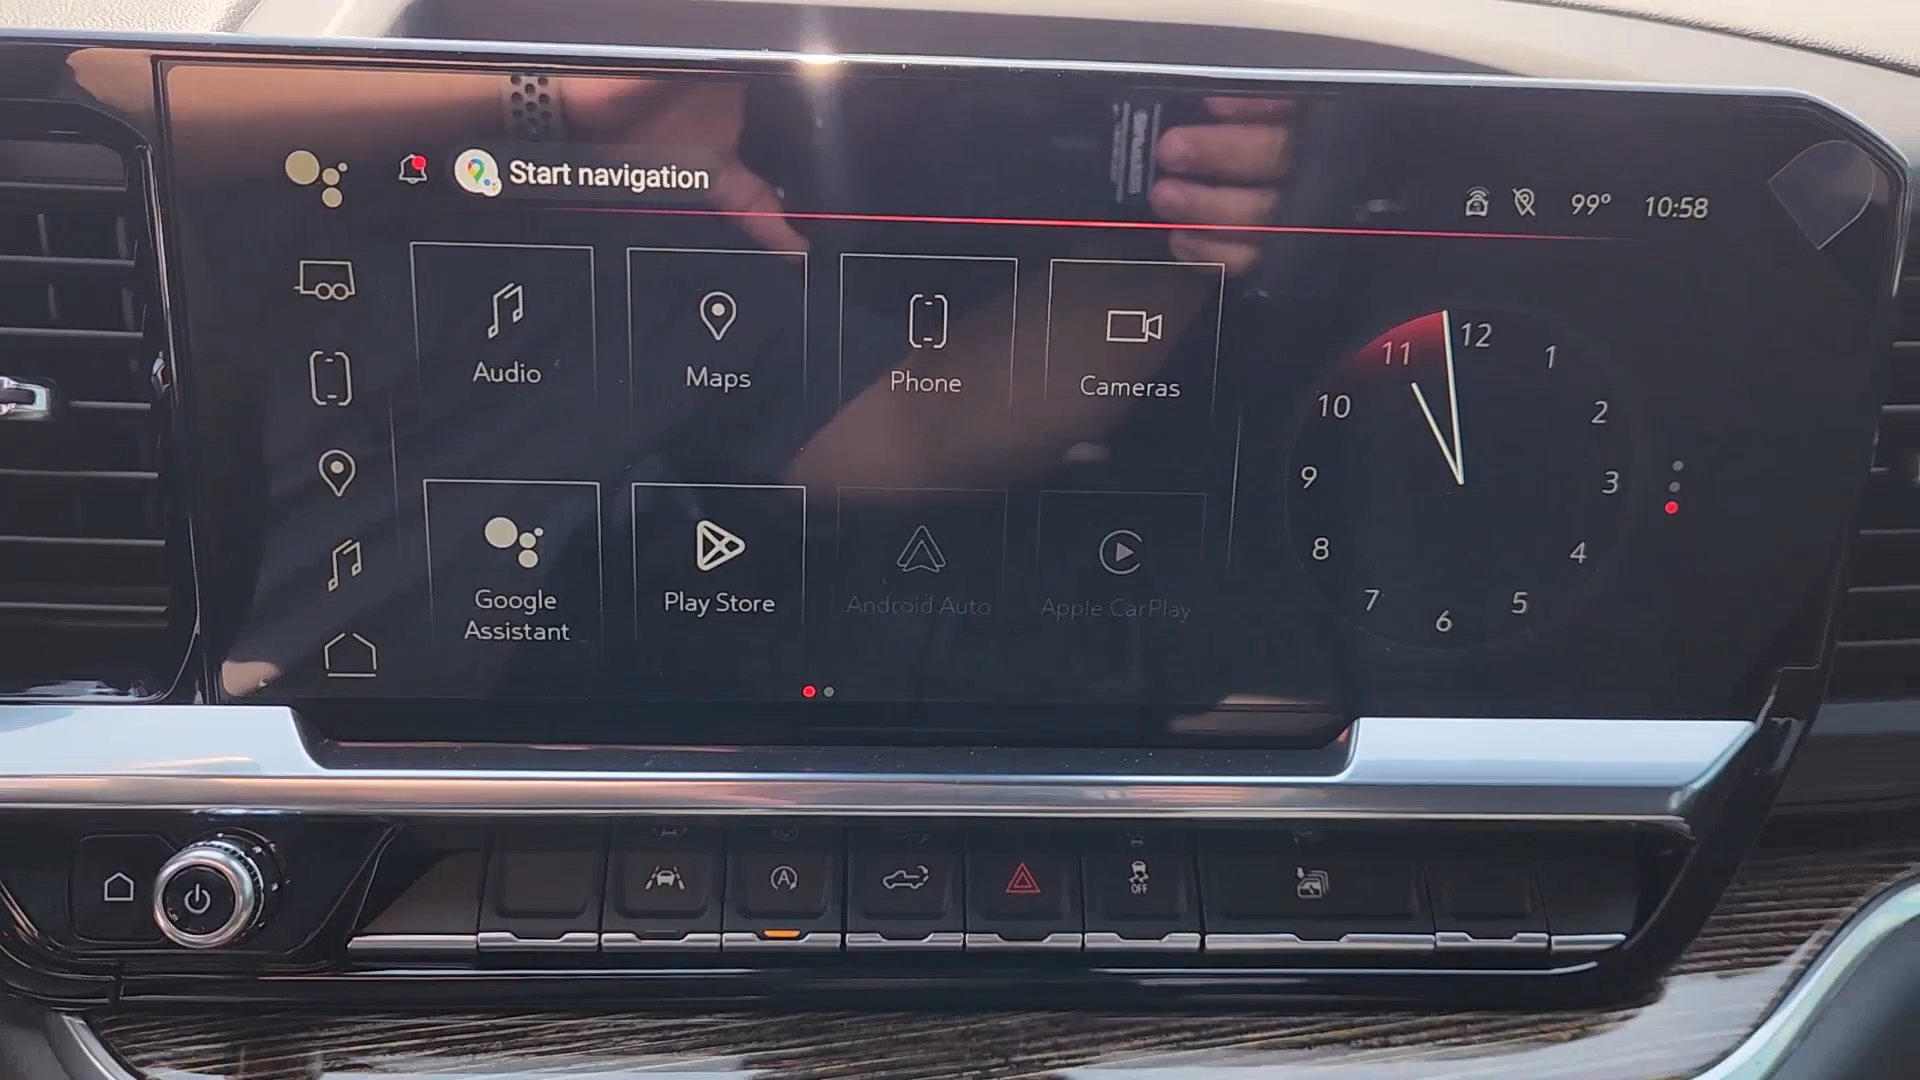 Start navigation
99° 10:58
Audio
Maps
Phone
Cameras
Google
Assistant
Play Store
Android Auto
Apple CarPlay
12
1
2
3
4
5
6
7
8
9
10
11
A
OFF